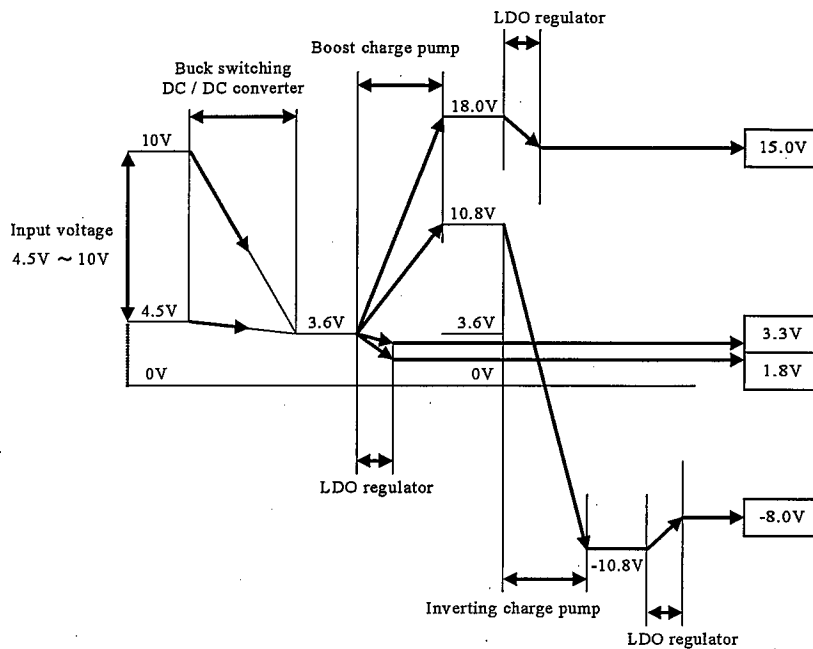 LDO regulator
Boost charge pump
Buck switching
DC / DC converter
18.0V
10V
15.0V
10.8V
Input voltage
4.5V ～ 10V
4.5V
3.6V
3.6V
3.3V
0V
0V
1.8V
LDO regulator
-8.0V
-10.8V
Inverting charge pump
LDO regulator